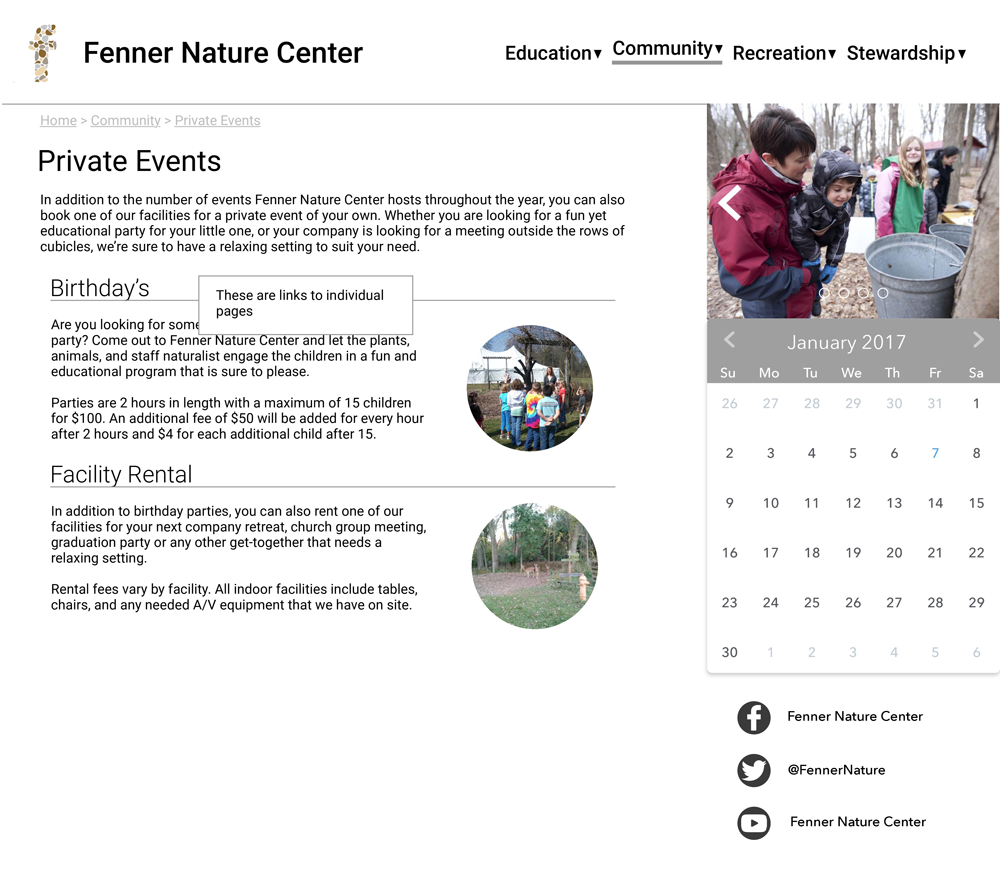 Fenner Nature Center
Education▾ Community▾ Recreation▾ Stewardship▾
Home > Community > Private Events
Private Events
In addition to the number of events Fenner Nature Center hosts throughout the year, you can also
book one of our facilities for a private event of your own. Whether you are looking for a fun yet
educational party for your little one, or your company is looking for a meeting outside the rows of
cubicles, we're sure to have a relaxing setting to suit your need.
Birthday's
These are links to individual
pages
Are you looking for some
party? Come out to Fenner Nature Center and let the plants,
animals, and staff naturalist engage the children in a fun and
educational program that is sure to please.
Parties are 2 hours in length with a maximum of 15 children
for $100. An additional fee of $50 will be added for every hour
after 2 hours and $4 for each additional child after 15.
Facility Rental
In addition to birthday parties, you can also rent one of our
facilities for your next company retreat, church group meeting,
graduation party or any other get-together that needs a
relaxing setting.
Rental fees vary by facility. All indoor facilities include tables,
chairs, and any needed A/V equipment that we have on site.
January 2017
Su Mo Tu We Th Fr Sa
26 27 28 29 30 31 1
2 3 4 5 6 7 8
9 10 11 12 13 14 15
16 17 18 19 20 21 22
23 24 25 26 27 28 29
30 1 2 3 4 5 6
Fenner Nature Center
@FennerNature
Fenner Nature Center